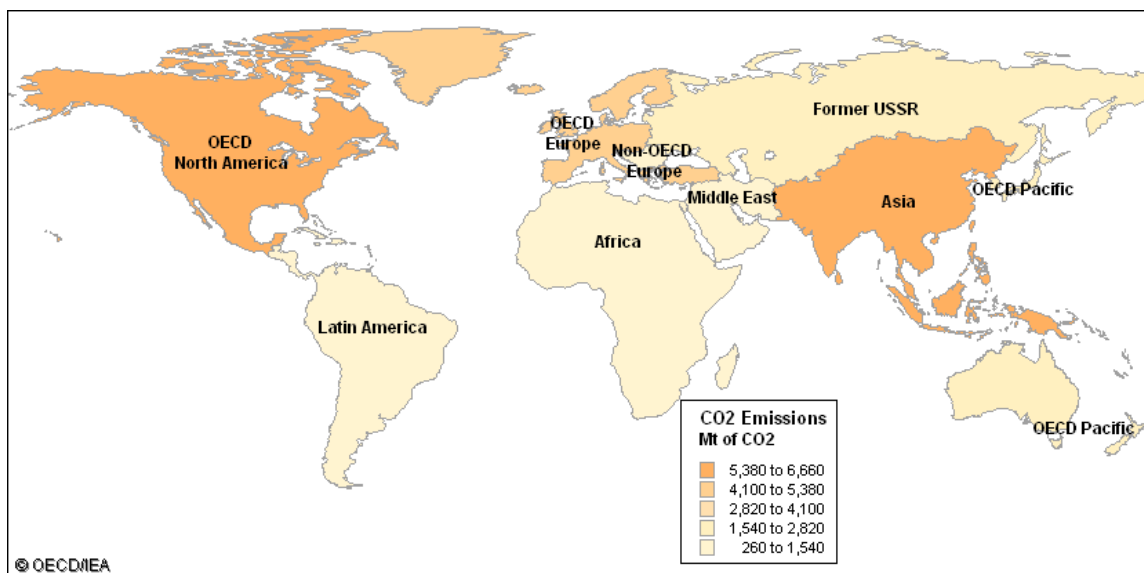 Former USSR
OECD
Europe
OECD
North America
Non-OECD
Europe
OECD Pacific
Middle East
Asia
Africa
Latin America
CO2 Emissions
Mt of CO2
5,380 to 6,660
4,100 to 5,380
2,820 to 4,100
1,540 to 2,820
260 to 1,540
OECD Pacific
© OECD/IEA